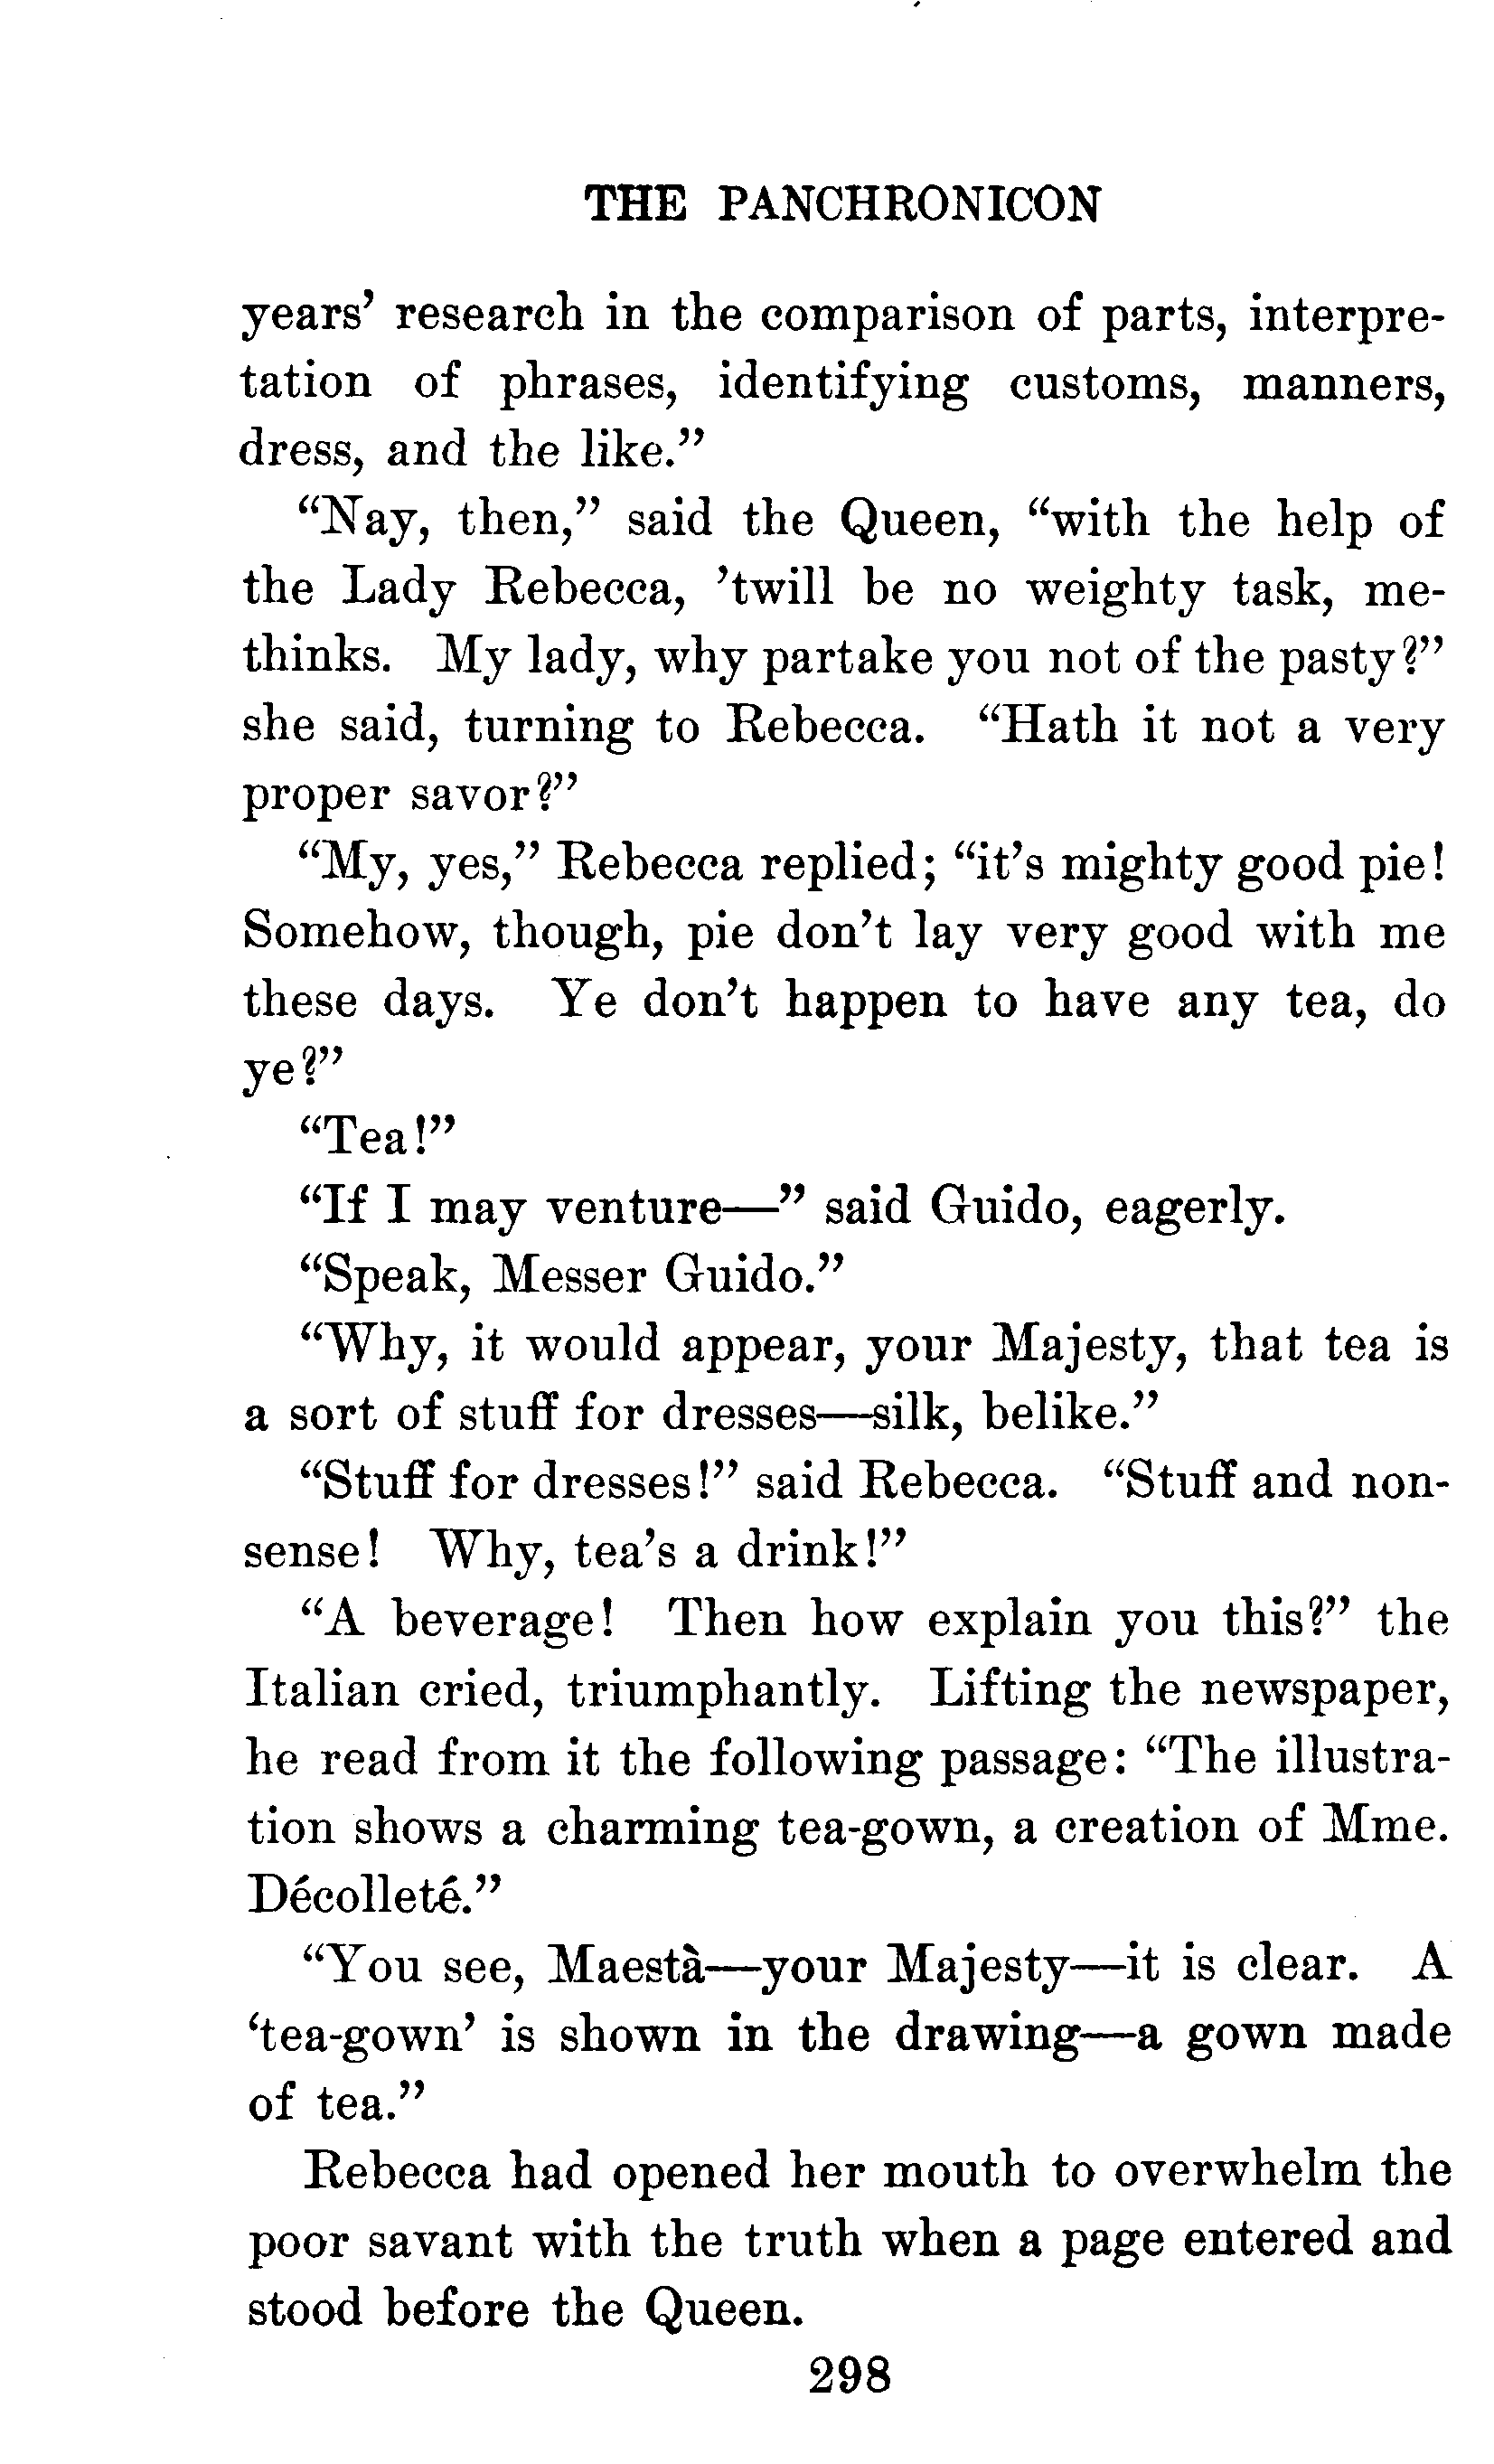 THE PANCHRONICON
years’ research in the comparison of parts, interpre-
tation of phrases, identifying customs, manners,
dress, and the like.”
“Nay, then,” said the Queen, “with the help of
the Lady Rebecca, ’twill be no weighty task, me-
thinks. My lady, why partake you not of the pasty?”
she said, turning to Rebecca. “Hath it not a very
proper savor?”
“My, yes,” Rebecca replied; “it’s mighty good pie!
Somehow, though, pie don’t lay very good with me
these days. Ye don’t happen to have any tea, do
ye?”
“Tea!”
“If I may venture—” said Guido, eagerly.
“Speak, Messer Guido.”
“Why, it would appear, your Majesty, that tea is
a sort of stuff for dresses—silk, belike.”
“Stuff for dresses!” said Rebecca. “Stuff and non-
sense! Why, tea’s a drink!”
“A beverage! Then how explain you this?” the
Italian cried, triumphantly. Lifting the newspaper,
he read from it the following passage: “The illustra-
tion shows a charming tea-gown, a creation of Mme.
Décolleté.”
“You see, Maestà—your Majesty—it is clear. A
‘tea-gown’ is shown in the drawing—a gown made
of tea.”
Rebecca had opened her mouth to overwhelm the
poor savant with the truth when a page entered and
stood before the Queen.
298